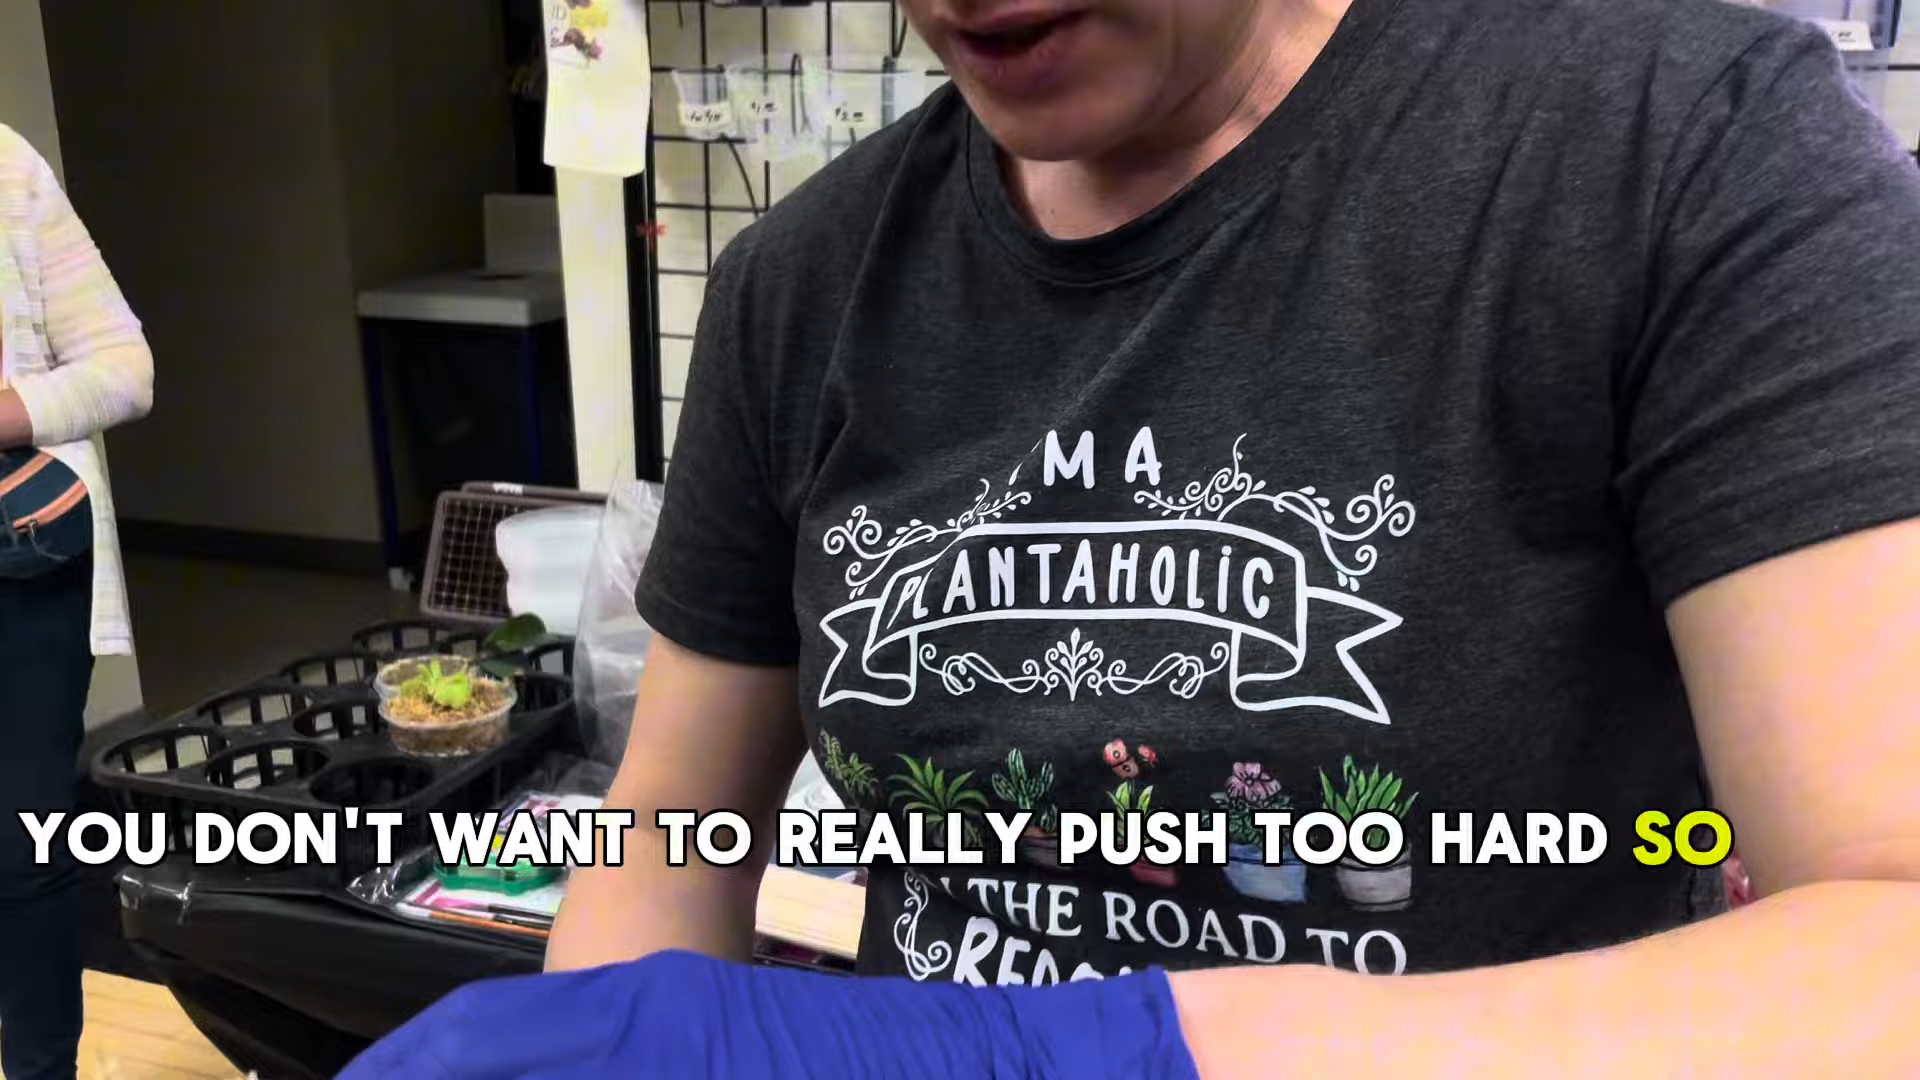 M A
PLANTAHOLiC
YOU DON'T WANT TO REALLY PUSH TOO HARD SO
THE ROAD TO